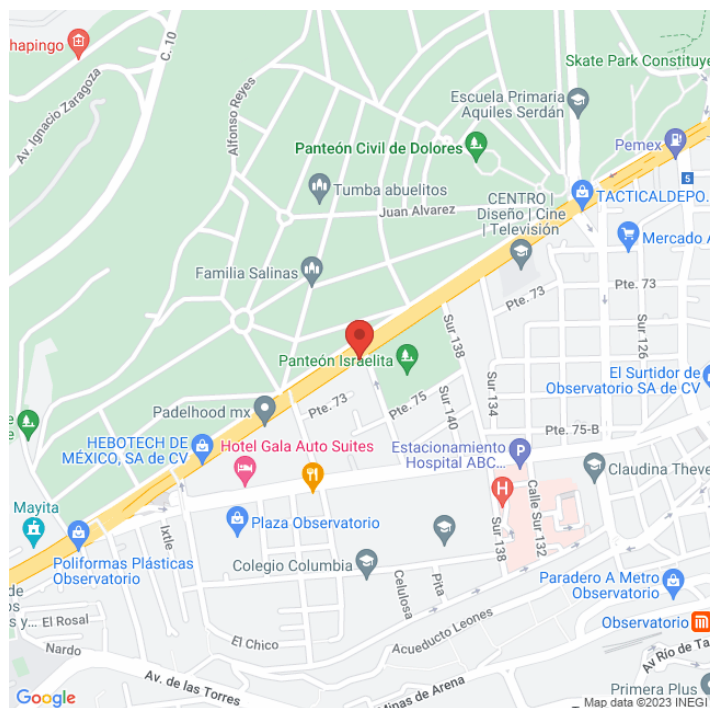 hapingo
C. 10
Av. Ignacio Zaragoza
Alfonso Reyes
Skate Park Constituye
Escuela Primaria
Aquiles Serdán
Panteón Civil de Dolores
Pemex
5
Tumba abuelitos
Juan Alvarez
CENTRO |
Diseño | Cine
| Televisión
TACTICALDEPO.
Mercado A
Familia Salinas
Pte. 73
Sur 138
Sur 126
Panteón Israelita
Sur 134
El Surtidor de
Observatorio SA de CV
Padelhood mx
Pte. 73
Pte. 75
Sur 140
Pte. 75-B
HEBOTECH DE
MÉXICO, SA de CV
Hotel Gala Auto Suites
Estacionamiento
Hospital ABC...
P
Claudina Theve
H
Mayita
Ixtle
Plaza Observatorio
Calle Sur 132
Sur 138
Poliformas Plásticas
Observatorio
Colegio Columbia
Celulosa
Pita
Paradero A Metro
Observatorio
de
os
s y...
El Rosal
El Chico
Acueducto Leones
Observatorio
Nardo
Av. de las Torres
Av Río de Ta
Minas de Arena
Primera Plus
Google
Map data ©2023 INEGI